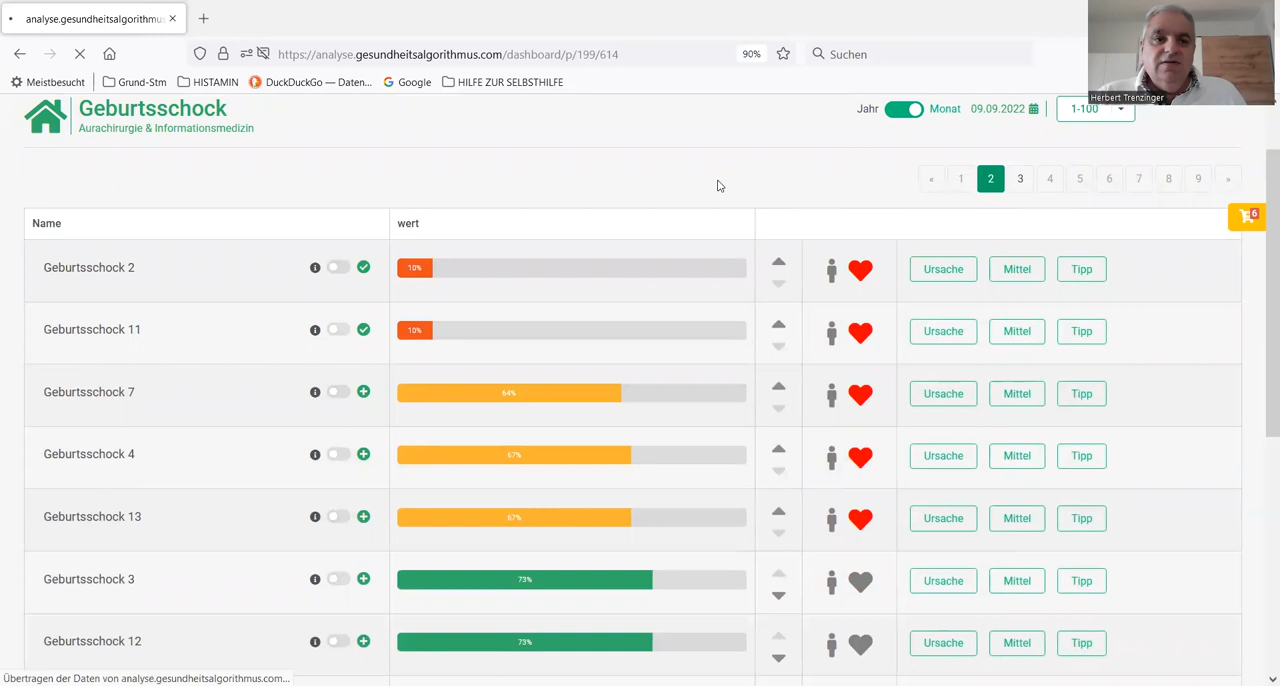 analyse.gesundheitsalgorithmus
https://analyse.gesundheitsalgorithmus.com/dashboard/p/199/614
90%
Suchen
Meistbesucht
Grund-Stm
HISTAMIN
DuckDuckGo — Daten...
Google
HILFE ZUR SELBSTHILFE
Herbert Trenzinger
Geburtsschock
Aurachirurgie & Informationsmedizin
Jahr
Monat
09.09.2022
1-100
« 1 2 3 4 5 6 7 8 9 »
6
Name
wert
Geburtsschock 2
10%
Ursache
Mittel
Tipp
Geburtsschock 11
10%
Ursache
Mittel
Tipp
Geburtsschock 7
64%
Ursache
Mittel
Tipp
Geburtsschock 4
67%
Ursache
Mittel
Tipp
Geburtsschock 13
67%
Ursache
Mittel
Tipp
Geburtsschock 3
73%
Ursache
Mittel
Tipp
Geburtsschock 12
73%
Ursache
Mittel
Tipp
Übertragen der Daten von analyse.gesundheitsalgorithmus.com...